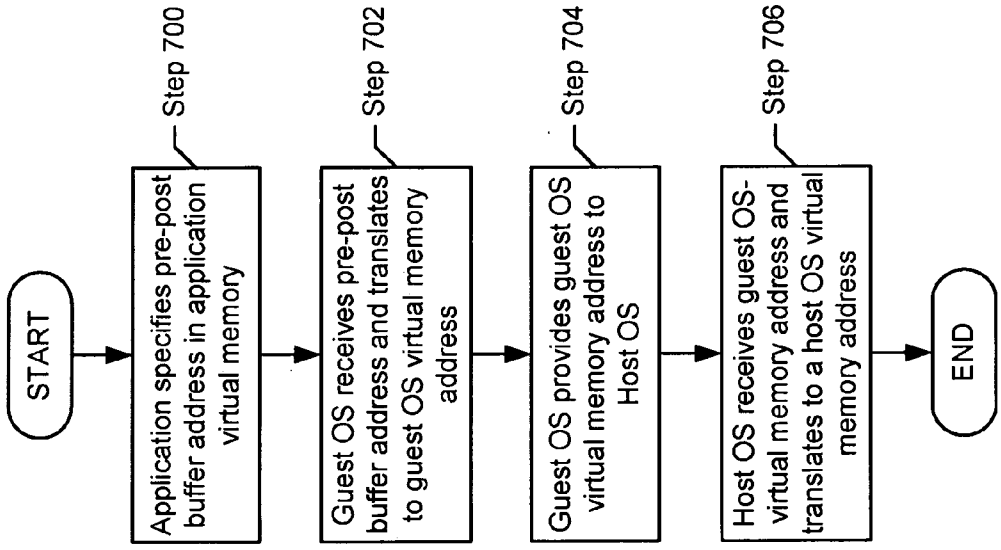 START
Application specifies pre-post
buffer address in application
virtual memory
Step 700
Guest OS receives pre-post
buffer address and translates
to guest OS virtual memory
address
Step 702
Guest OS provides guest OS
virtual memory address to
Host OS
Step 704
Host OS receives guest OS-
virtual memory address and
translates to a host OS virtual
memory address
Step 706
END